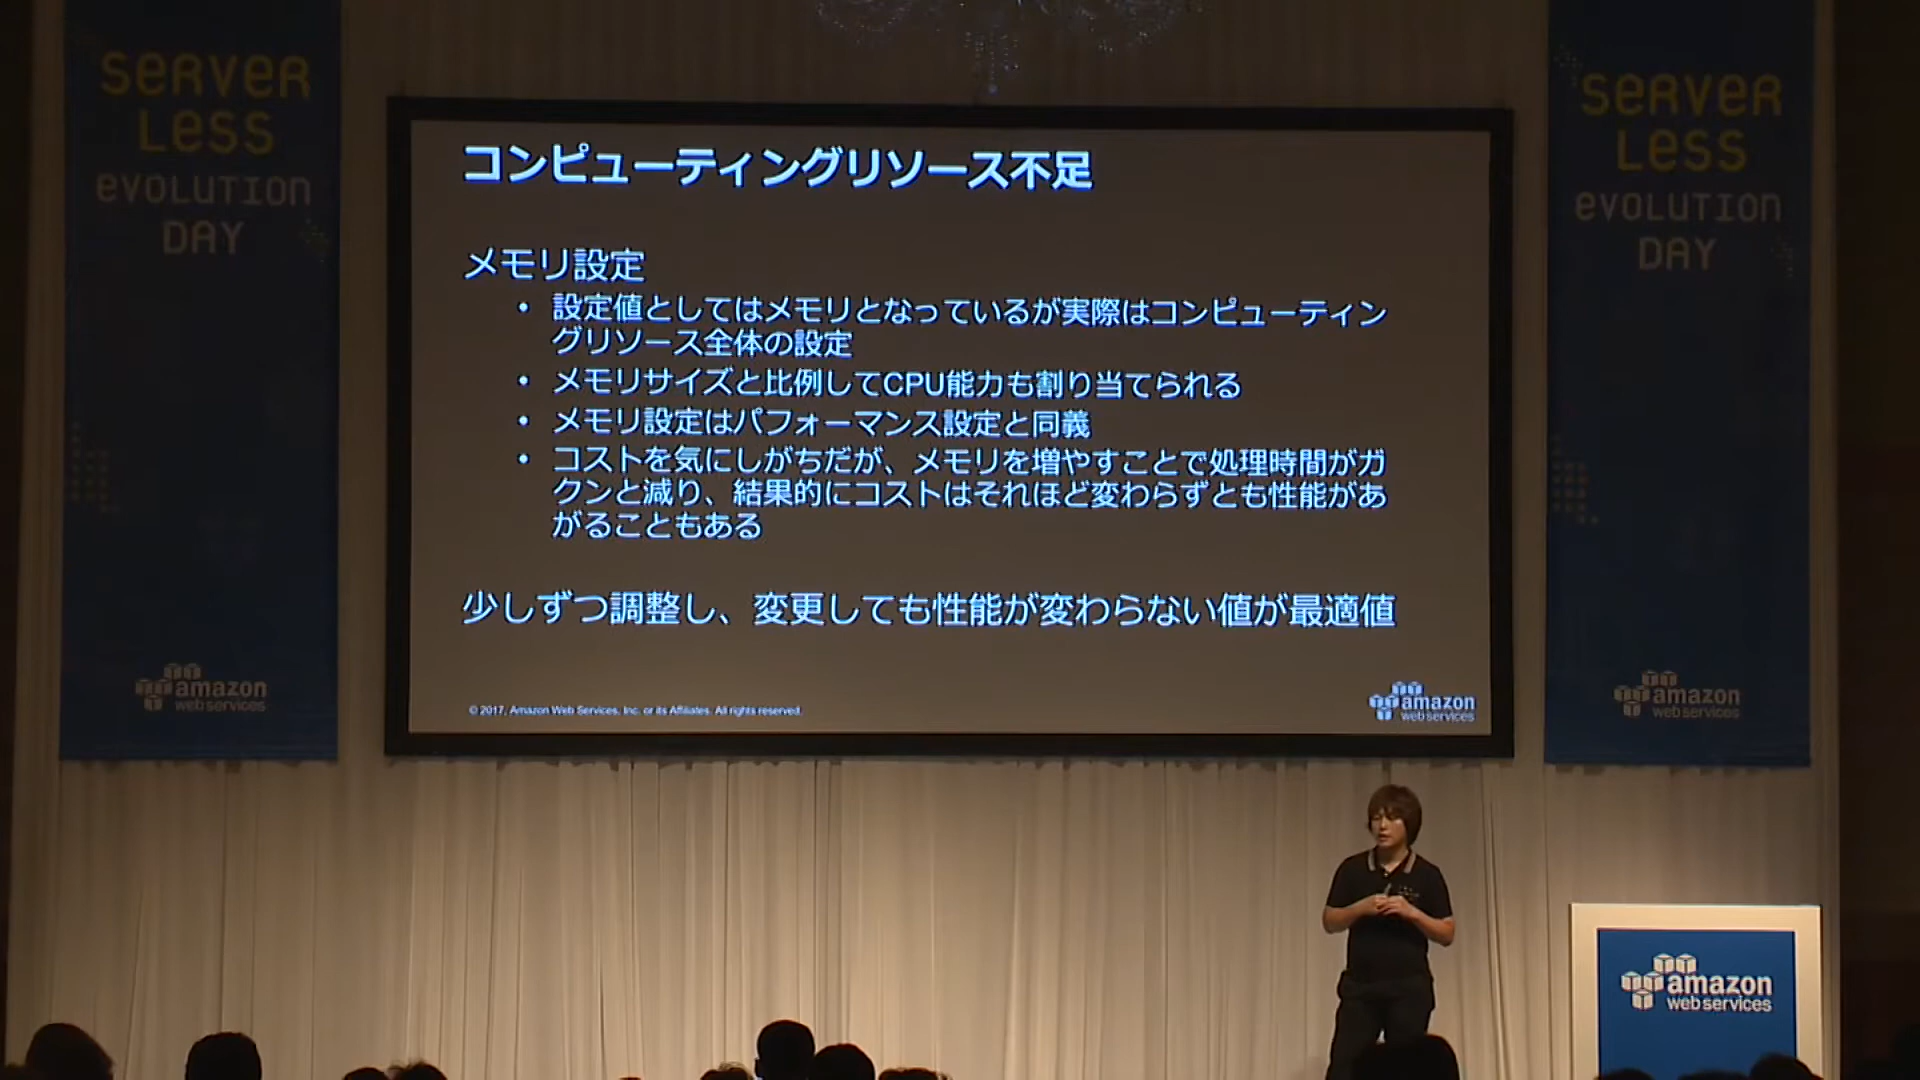 SERVER
LESS
EVOLUTION
DAY
amazon
webservices
コンピューティングリソース不足
メモリ設定
• 設定値としてはメモリとなっているが実際はコンピューティン
グリソース全体の設定
• メモリサイズと比例してCPU能力も割り当てられる
• メモリ設定はパフォーマンス設定と同義
• コストを気にしがちだが、メモリを増やすことで処理時間がガ
クンと減り、結果的にコストはそれほど変わらずとも性能があ
がることもある
少しずつ調整し、変更しても性能が変わらない値が最適値
© 2017, Amazon Web Services, Inc. or its Affiliates. All rights reserved.
amazon
webservices
SERVER
LESS
EVOLUTION
DAY
amazon
webservices
amazon
webservices